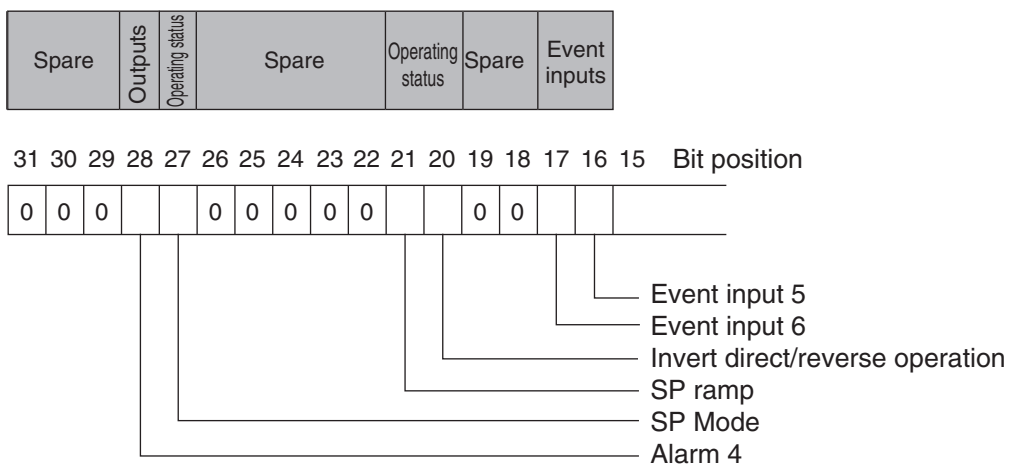 Spare Outputs Operating status Spare Operating status Spare Event inputs
31 30 29 28 27 26 25 24 23 22 21 20 19 18 17 16 15 Bit position
0 0 0 0 0 0 0 0 0 0
Event input 5
Event input 6
Invert direct/reverse operation
SP ramp
SP Mode
Alarm 4